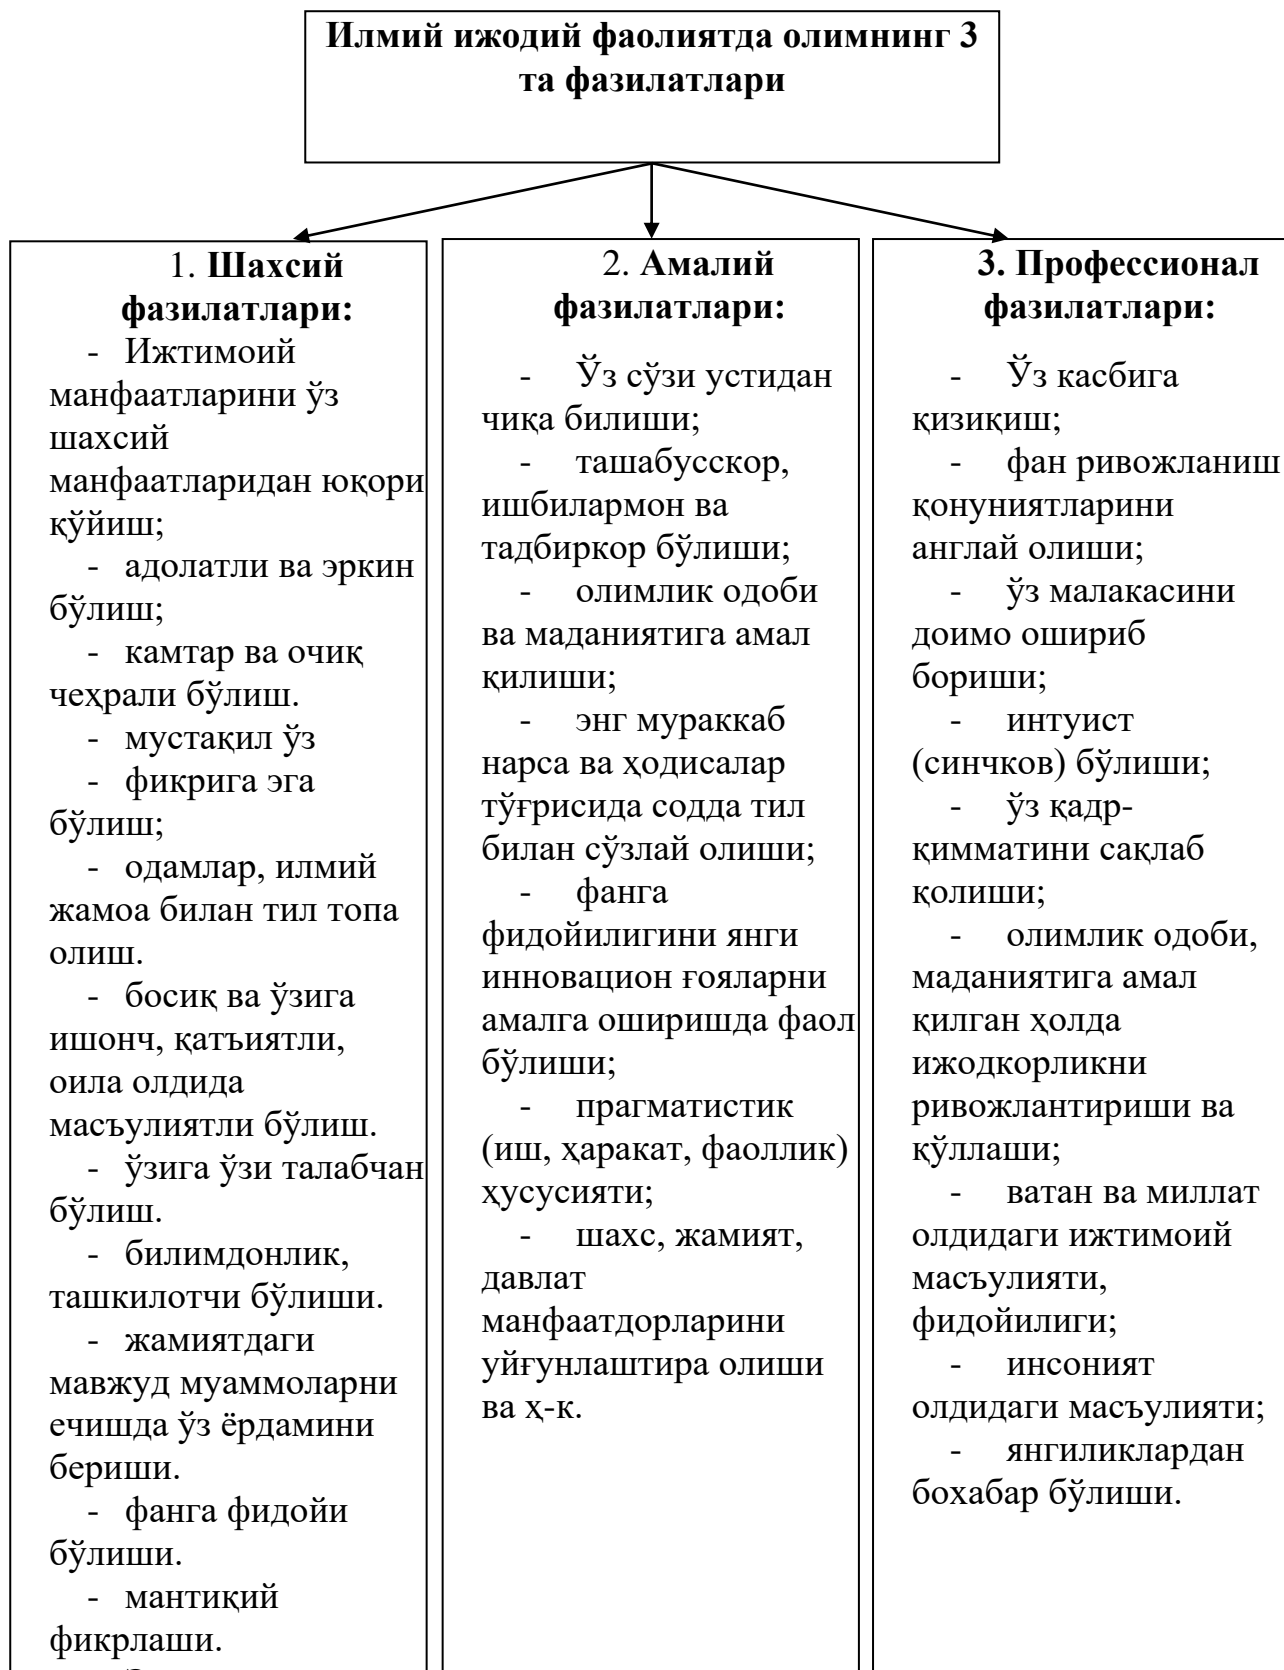 Илмий ижодий фаолиятда олимнинг 3
та фазилатлари
1. Шахсий
фазилатлари:
- Ижтимоий
манфаатларини ўз
шахсий
манфаатларидан юқори
қўйиш;
- адолатли ва эркин
бўлиш;
- камтар ва очиқ
чеҳрали бўлиш.
- мустақил ўз
- фикрига эга
бўлиш;
- одамлар, илмий
жамоа билан тил топа
олиш.
- босиқ ва ўзига
ишонч, қатъиятли,
оила олдида
масъулиятли бўлиш.
- ўзига ўзи талабчан
бўлиш.
- билимдонлик,
ташкилотчи бўлиши.
- жамиятдаги
мавжуд муаммоларни
ечишда ўз ёрдамини
бериши.
- фанга фидойи
бўлиши.
- мантиқий
фикрлаши.
2. Амалий
фазилатлари:
- Ўз сўзи устидан
чиқа билиши;
- ташабусскор,
ишбилармон ва
тадбиркор бўлиши;
- олимлик одоби
ва маданиятига амал
қилиши;
- энг мураккаб
нарса ва ҳодисалар
тўғрисида содда тил
билан сўзлай олиши;
- фанга
фидойилигини янги
инновацион ғояларни
амалга оширишда фаол
бўлиши;
- прагматистик
(иш, ҳаракат, фаоллик)
ҳусусияти;
- шахс, жамият,
давлат
манфаатдорларини
уйғунлаштира олиши
ва ҳ-к.
3. Профессионал
фазилатлари:
- Ўз касбига
қизиқиш;
- фан ривожланиш
қонуниятларини
англай олиши;
- ўз малакасини
доимо ошириб
бориши;
- интуист
(синчков) бўлиши;
- ўз қадр-
қимматини сақлаб
қолиши;
- олимлик одоби,
маданиятига амал
қилган ҳолда
ижодкорликни
ривожлантириши ва
қўллаши;
- ватан ва миллат
олдидаги ижтимоий
масъулияти,
фидойилиги;
- инсоният
олдидаги масъулияти;
- янгиликлардан
бохабар бўлиши.